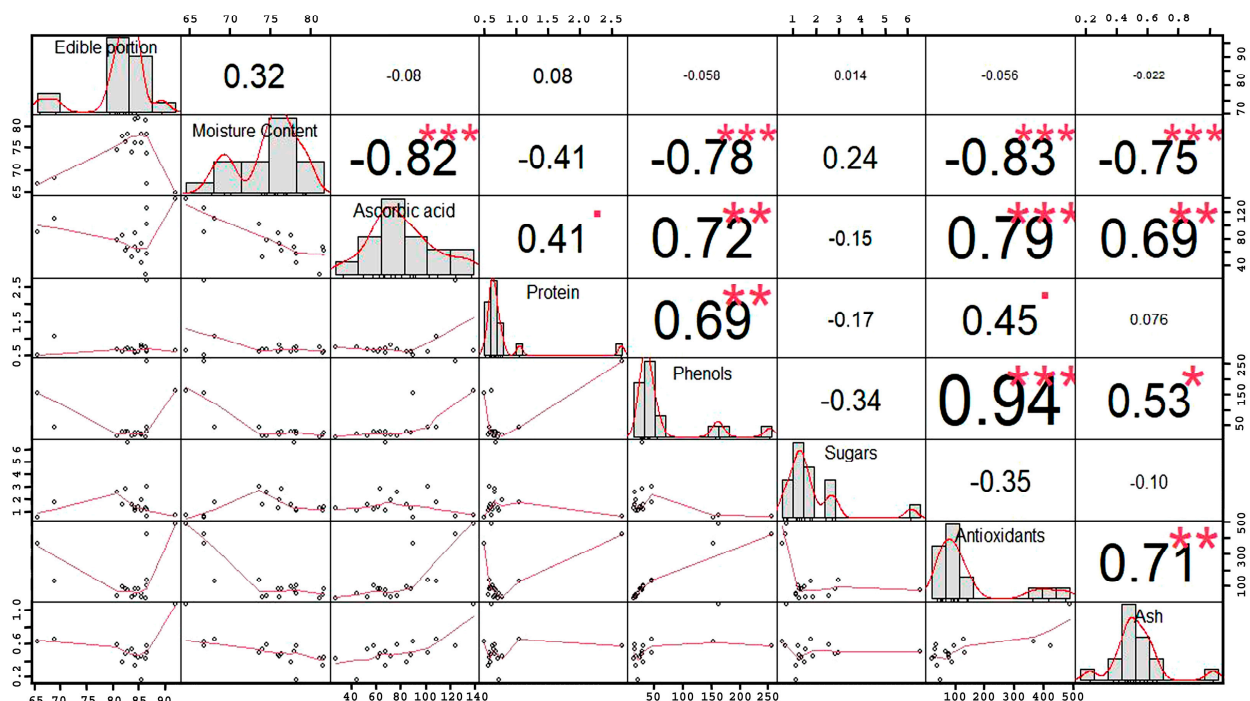 65 70 75 80 0.5 1.0 1.5 2.0 2.5 1 2 3 4 5 6 0.2 0.4 0.6 0.8
Edible portion 0.32 -0.08 0.08 -0.058 0.014 -0.056 -0.022 70 80 90
65 70 75 80 Moisture Content -0.82*** -0.41 -0.78*** 0.24 -0.83*** -0.75***
Ascorbic acid 0.41. 0.72** -0.15 0.79*** 0.69** 40 80 120
0.5 1.5 2.5 Protein 0.69** -0.17 0.45. 0.076
Phenols -0.34 0.94*** 0.53* 50 150 250
1 2 3 4 5 6 Sugars -0.35 -0.10
Antioxidants 0.71** 100 300 500
0.2 0.6 1.0 Ash
65 70 75 80 85 90 40 60 80 100 120 140 50 100 150 200 250 100 200 300 400 500